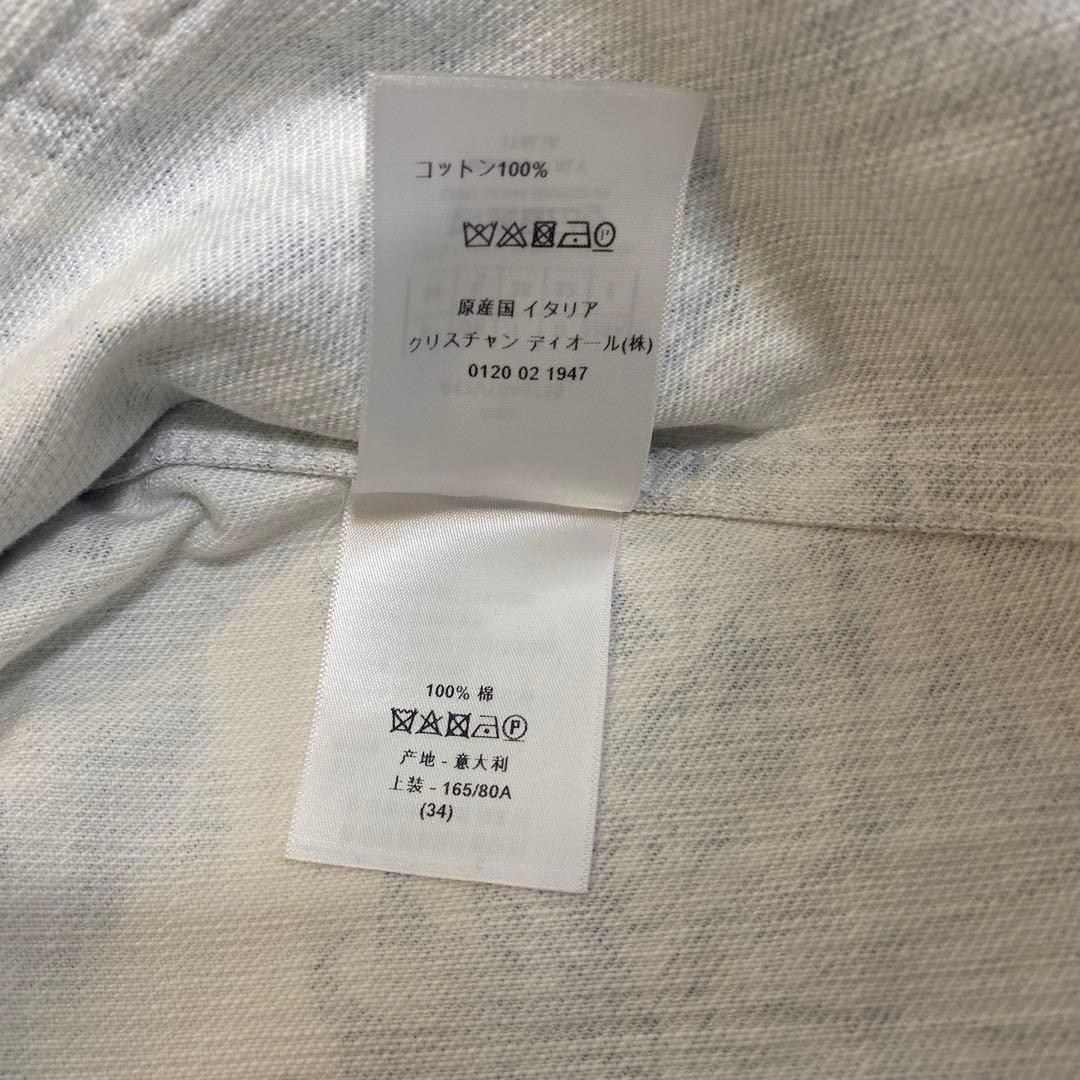 コットン100%
P
原産国 イタリア
クリスチャン ディオール(株)
0120 02 1947
100% 棉
P
产地 - 意大利
上装 - 165/80A
(34)